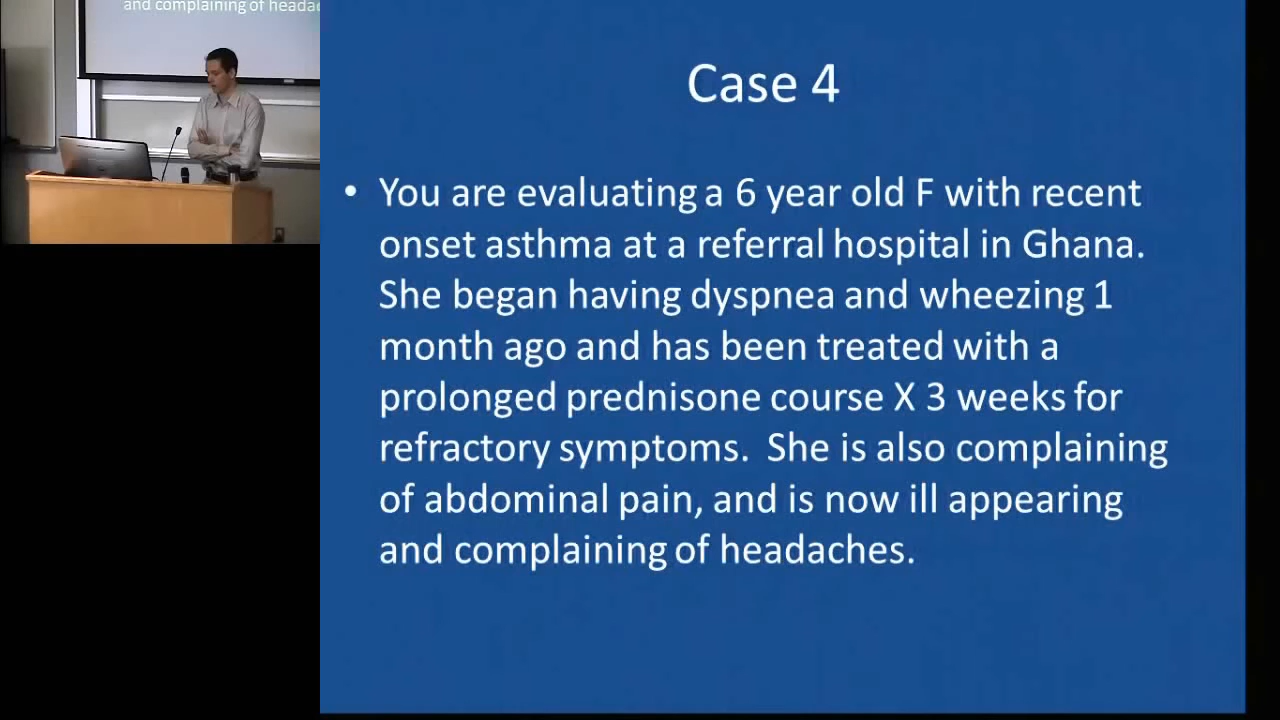 and complaining of headac
Case 4
• You are evaluating a 6 year old F with recent
onset asthma at a referral hospital in Ghana.
She began having dyspnea and wheezing 1
month ago and has been treated with a
prolonged prednisone course X 3 weeks for
refractory symptoms.  She is also complaining
of abdominal pain, and is now ill appearing
and complaining of headaches.